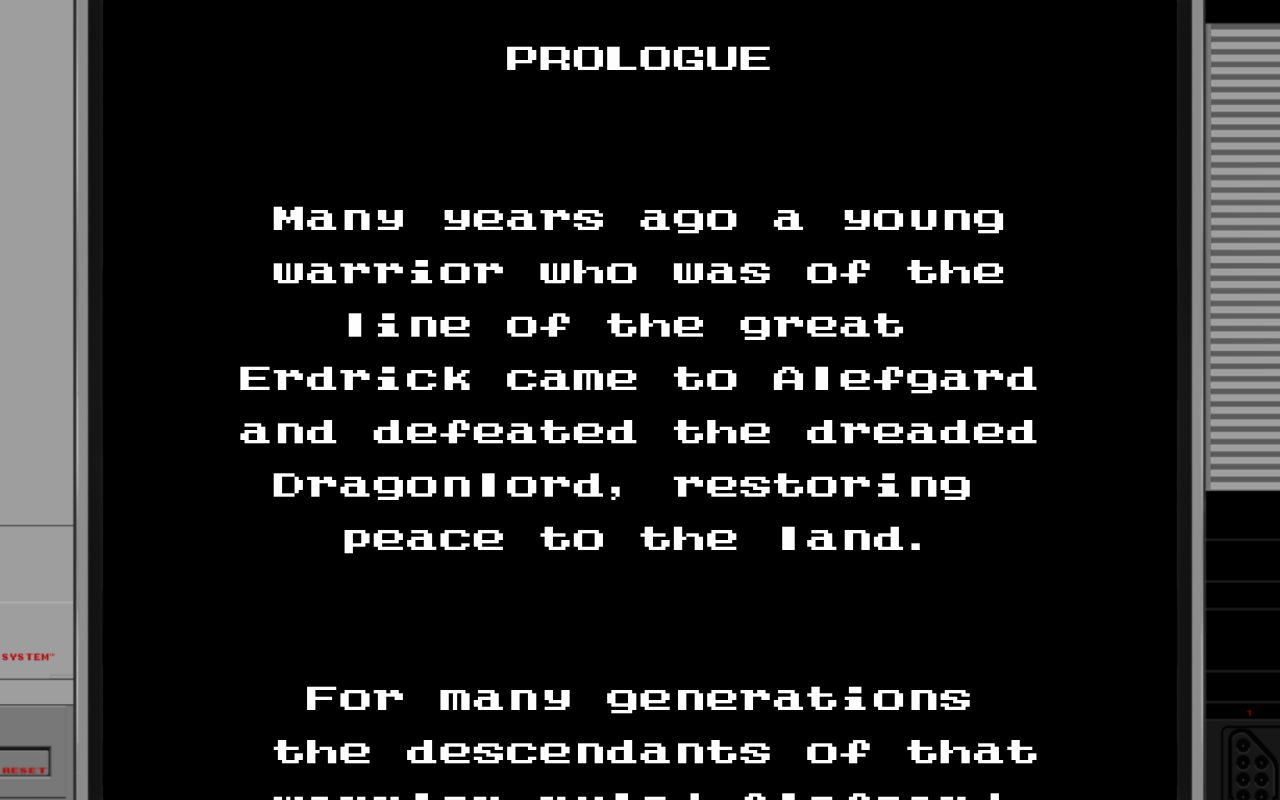 PROLOGUE
Many years ago a young
warrior who was of the
line of the great
Erdrick came to Alefgard
and defeated the dreaded
Dragonlord, restoring
peace to the land.
For many generations
the descendants of that
SYSTEM™
RESET
1